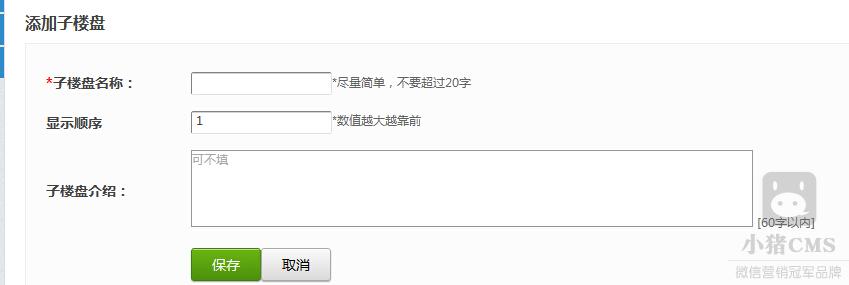 添加子楼盘
*子楼盘名称： *尽量简单，不要超过20字
显示顺序 1 *数值越大越靠前
可不填
子楼盘介绍：
[60字以内]
小猪CMS
微信营销冠军品牌
保存 取消